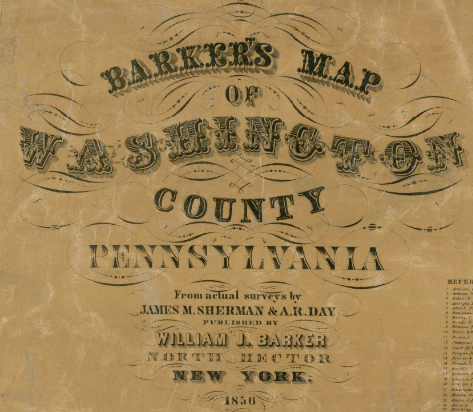 BARKER'S MAP
OF
WASHINGTON
COUNTY
PENNSYLVANIA
From actual surveys by
JAMES M. SHERMAN & A.R. DAY
PUBLISHED BY
WILLIAM J. BARKER
NORTH HECTOR
NEW YORK.
1856